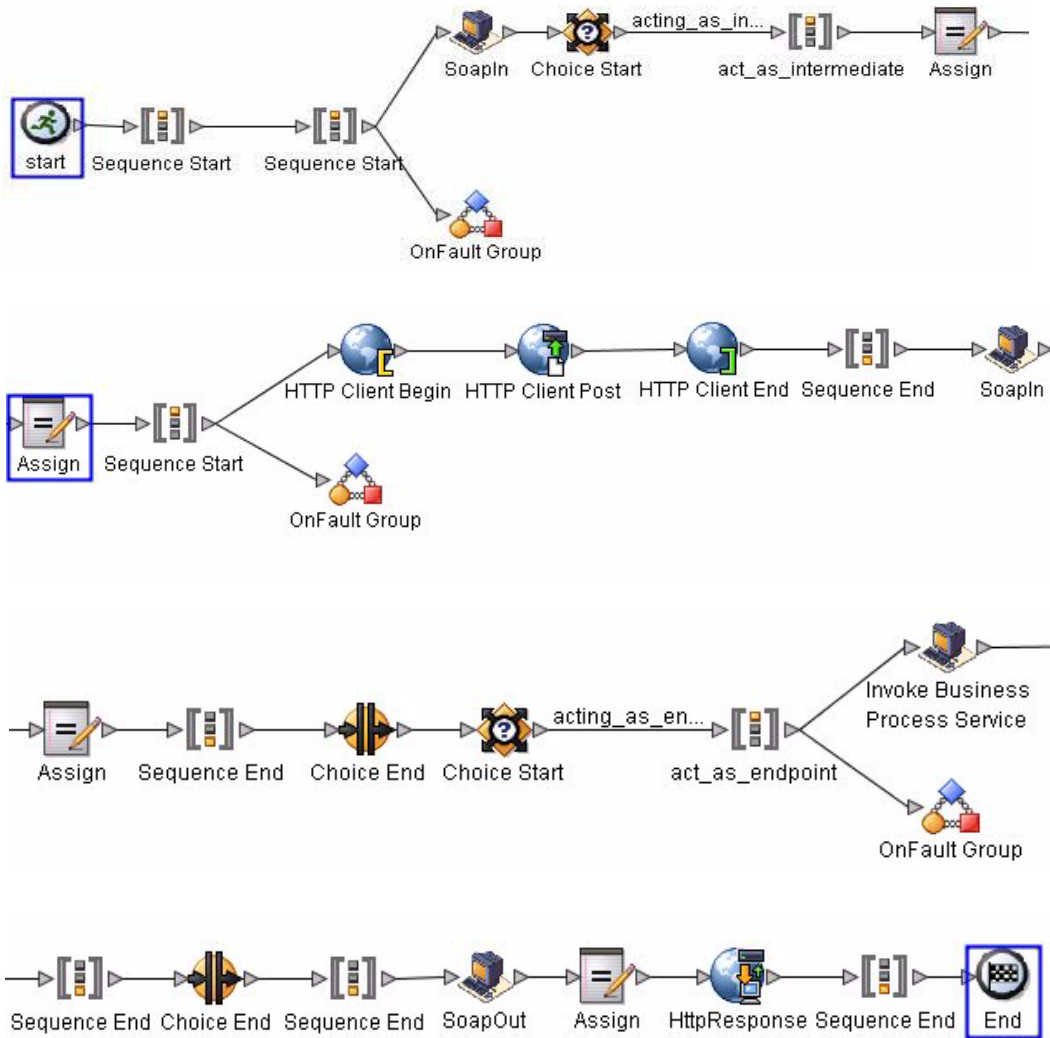 acting_as_in...
SoapIn
Choice Start
act_as_intermediate
Assign
start
Sequence Start
Sequence Start
OnFault Group
HTTP Client Begin
HTTP Client Post
HTTP Client End
Sequence End
SoapIn
Assign
Sequence Start
OnFault Group
Invoke Business
Process Service
acting_as_en...
Assign
Sequence End
Choice End
Choice Start
act_as_endpoint
OnFault Group
Sequence End
Choice End
Sequence End
SoapOut
Assign
HttpResponse
Sequence End
End